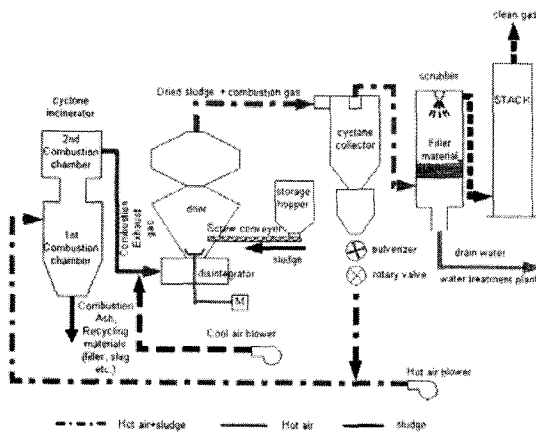 clean gas
Dried sludge + combustion gas
scrubber
STACK
cyclone
incinerator
2nd
Combustion
chamber
cyclone
collector
Filler
material
drier
storage
hopper
Combustion
Exhaust
gas
Screw conveyer
1st
Combustion
chamber
sludge
pulverizer
disintegrator
drain water
rotary valve
water treatment plant
M
Combustion
Ash,
Recycling
materials
(filler, slag
etc.)
Cool air blower
Hot air blower
Hot air+sludge
Hot air
sludge